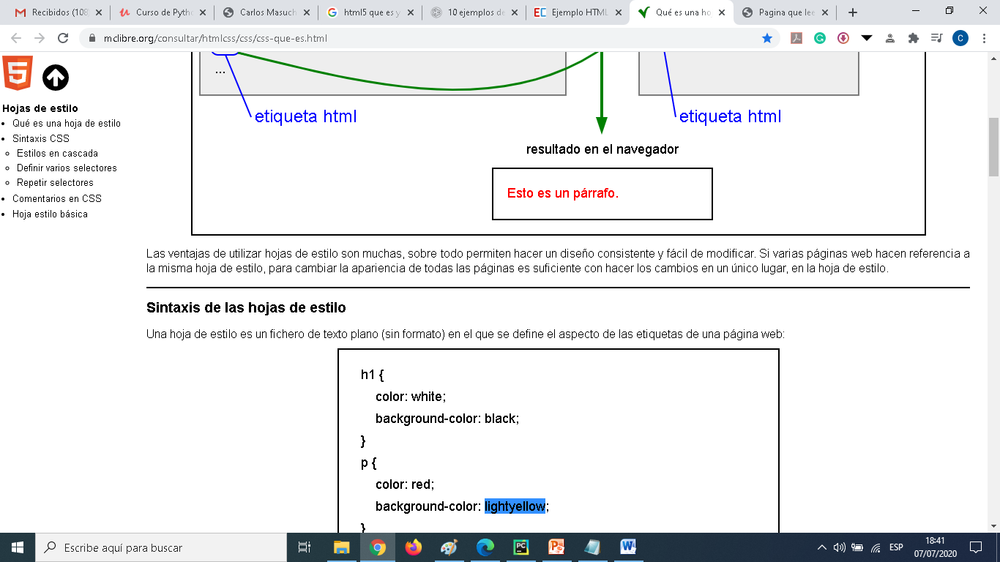 Recibidos (108)
Curso de Pytho
Carlos Masuch
html5 que es y
10 ejemplos de
Ejemplo HTML
Qué es una ho
Pagina que lee
mclibre.org/consultar/htmlcss/css/css-que-es.html
C
5
Hojas de estilo
Qué es una hoja de estilo
Sintaxis CSS
Estilos en cascada
Definir varios selectores
Repetir selectores
Comentarios en CSS
Hoja estilo básica
...
etiqueta html
etiqueta html
resultado en el navegador
Esto es un párrafo.
Las ventajas de utilizar hojas de estilo son muchas, sobre todo permiten hacer un diseño consistente y fácil de modificar. Si varias páginas web hacen referencia a
la misma hoja de estilo, para cambiar la apariencia de todas las páginas es suficiente con hacer los cambios en un único lugar, en la hoja de estilo.
Sintaxis de las hojas de estilo
Una hoja de estilo es un fichero de texto plano (sin formato) en el que se define el aspecto de las etiquetas de una página web:
h1 {
color: white;
background-color: black;
}
p {
color: red;
background-color: lightyellow;
}
Escribe aquí para buscar
ESP
18:41
07/07/2020